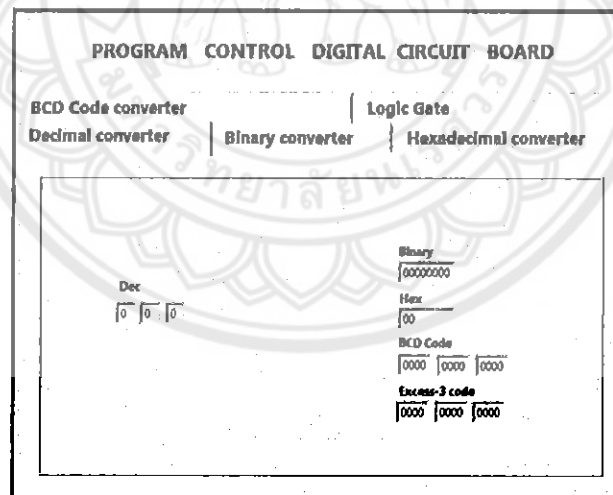 PROGRAM CONTROL DIGITAL CIRCUIT BOARD
BCD Code converter Logic Gate
Decimal converter Binary converter Hexadecimal converter
Binary
00000000
Dec
0 0 0
Hex
00
BCD Code
0000 0000 0000
Excess-3 code
0000 0000 0000